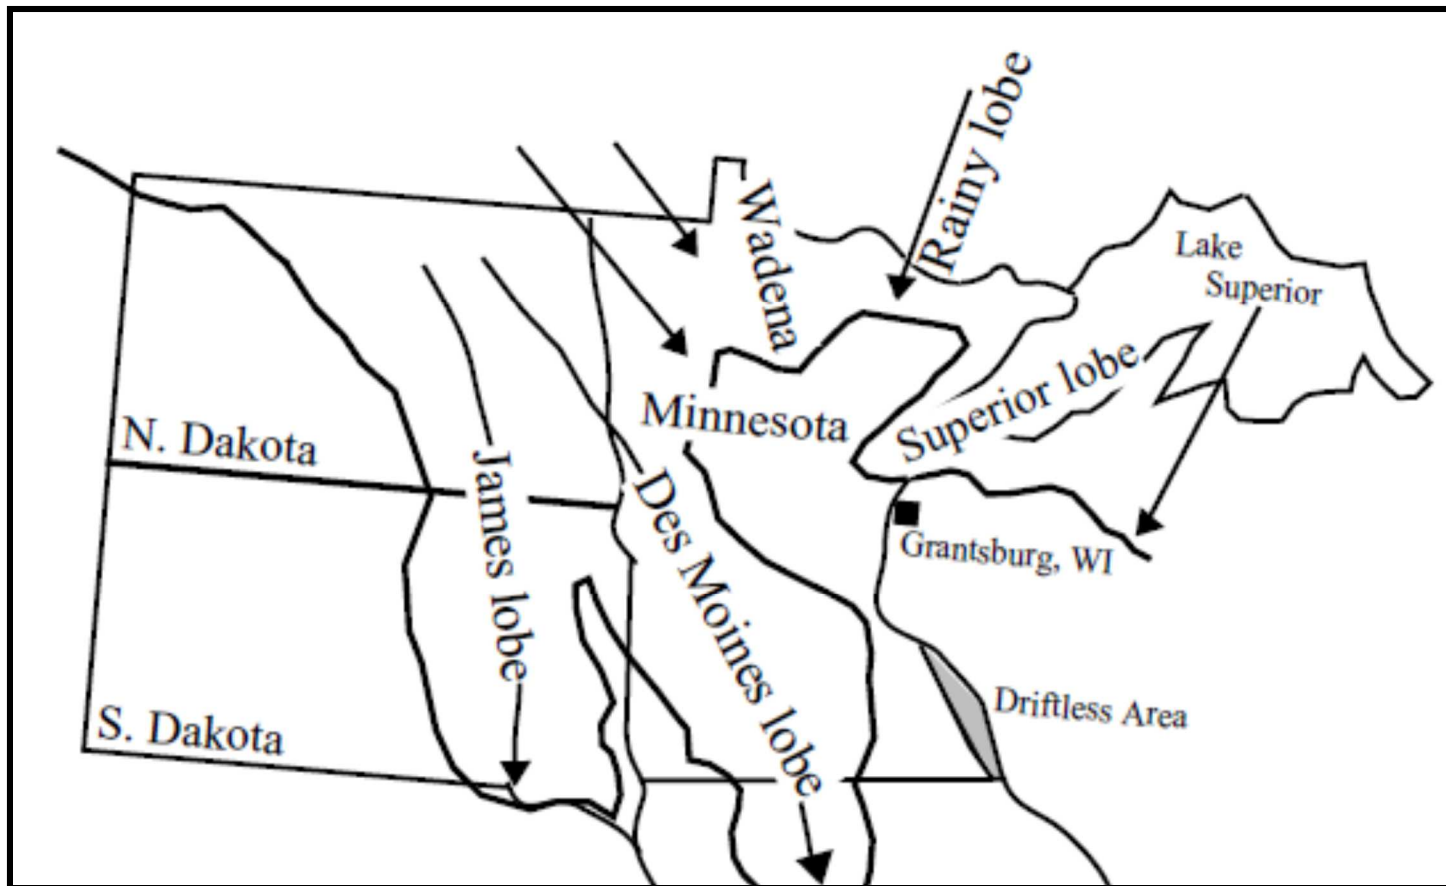 Rainy lobe
Wadena
Lake
Superior
Superior lobe
Minnesota
N. Dakota
James lobe
Des Moines lobe
Grantsburg, WI
Driftless Area
S. Dakota